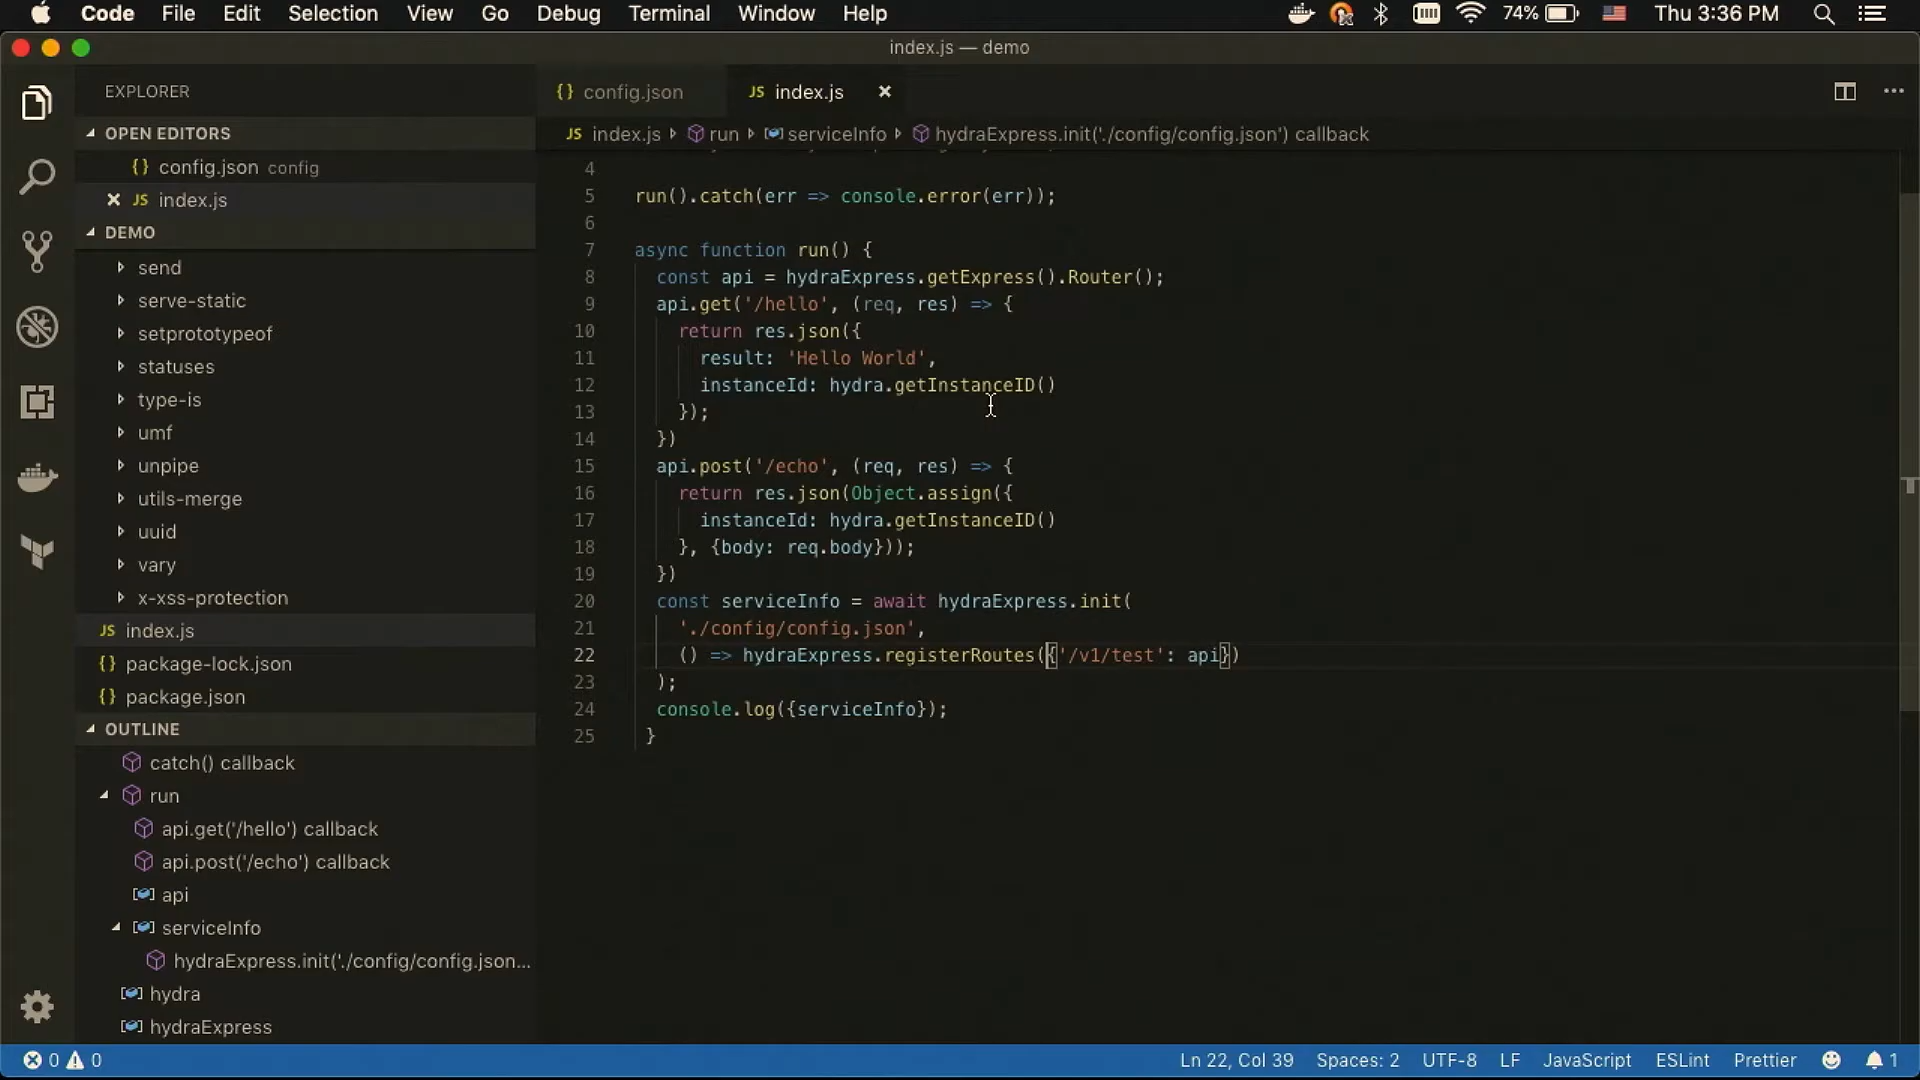 Code File Edit Selection View Go Debug Terminal Window Help 74% Thu 3:36 PM
index.js — demo
EXPLORER
OPEN EDITORS
{} config.json config
JS index.js
DEMO
send
serve-static
setprototypeof
statuses
type-is
umf
unpipe
utils-merge
uuid
vary
x-xss-protection
JS index.js
{} package-lock.json
{} package.json
OUTLINE
catch() callback
run
api.get('/hello') callback
api.post('/echo') callback
api
serviceInfo
hydraExpress.init('./config/config.json...
hydra
hydraExpress
{} config.json JS index.js
JS index.js run serviceInfo hydraExpress.init('./config/config.json') callback
4
5 run().catch(err => console.error(err));
6
7 async function run() {
8 const api = hydraExpress.getExpress().Router();
9 api.get('/hello', (req, res) => {
10 return res.json({
11 result: 'Hello World',
12 instanceId: hydra.getInstanceID()
13 });
14 })
15 api.post('/echo', (req, res) => {
16 return res.json(Object.assign({
17 instanceId: hydra.getInstanceID()
18 }, {body: req.body}));
19 })
20 const serviceInfo = await hydraExpress.init(
21 './config/config.json',
22 () => hydraExpress.registerRoutes({'/v1/test': api})
23 );
24 console.log({serviceInfo});
25 }
0 0 Ln 22, Col 39 Spaces: 2 UTF-8 LF JavaScript ESLint Prettier 1